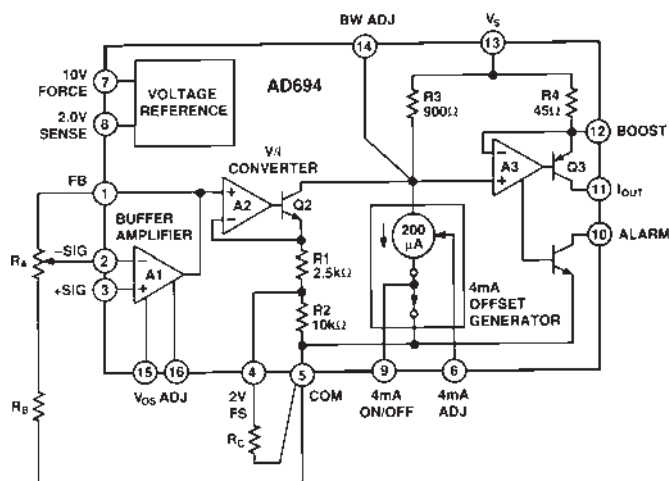 BW ADJ
VS
14
13
10V
FORCE
7
VOLTAGE
REFERENCE
AD694
2.0V
SENSE
8
R3
900Ω
R4
45Ω
12
BOOST
V/I
CONVERTER
−
A3
+
Q3
11
IOUT
FB
1
+
A2
−
Q2
BUFFER
AMPLIFIER
200
µA
10
ALARM
RA
−SIG
2
−
A1
+
+SIG
3
R1
2.5kΩ
4mA
OFFSET
GENERATOR
R2
10kΩ
15
16
4
5
9
6
VOS ADJ
2V
FS
COM
4mA
ON/OFF
4mA
ADJ
RB
RC